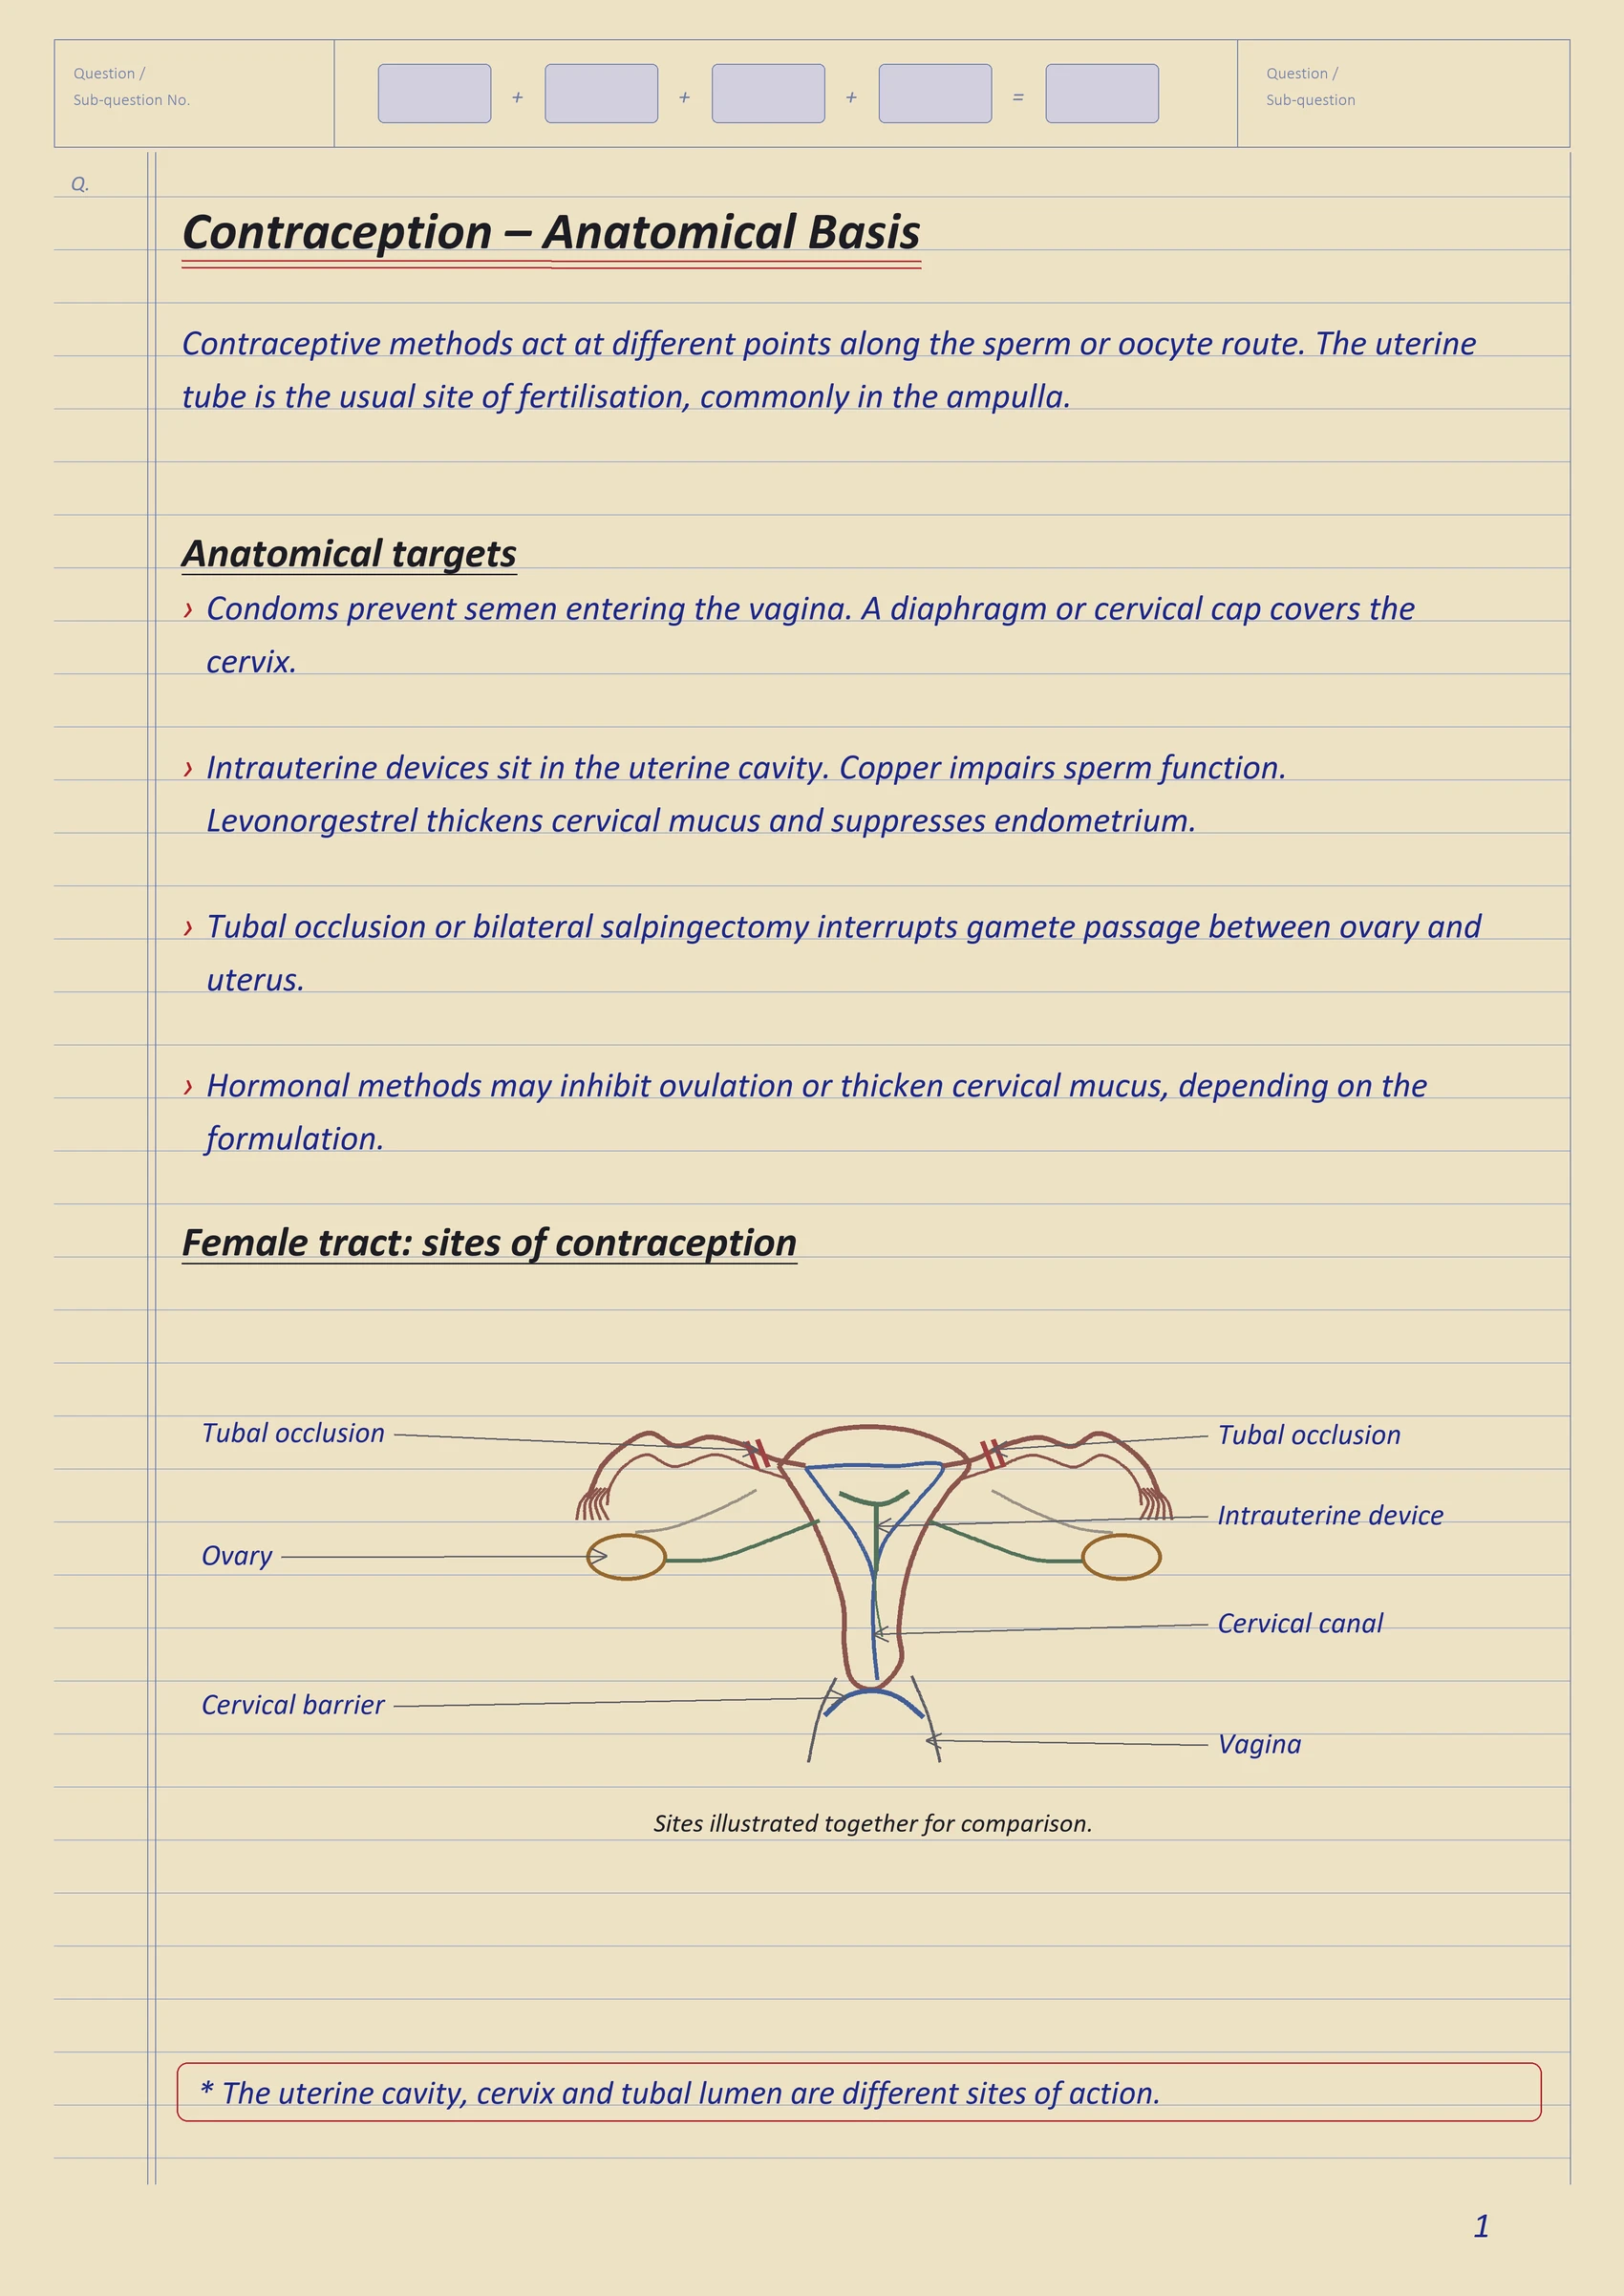 Question /
Sub-question No.
+ + + =
Question /
Sub-question
Q.
Contraception – Anatomical Basis
Contraceptive methods act at different points along the sperm or oocyte route. The uterine
tube is the usual site of fertilisation, commonly in the ampulla.
Anatomical targets
› Condoms prevent semen entering the vagina. A diaphragm or cervical cap covers the
cervix.
› Intrauterine devices sit in the uterine cavity. Copper impairs sperm function.
Levonorgestrel thickens cervical mucus and suppresses endometrium.
› Tubal occlusion or bilateral salpingectomy interrupts gamete passage between ovary and
uterus.
› Hormonal methods may inhibit ovulation or thicken cervical mucus, depending on the
formulation.
Female tract: sites of contraception
Tubal occlusion
Tubal occlusion
Intrauterine device
Ovary
Cervical canal
Cervical barrier
Vagina
Sites illustrated together for comparison.
* The uterine cavity, cervix and tubal lumen are different sites of action.
1